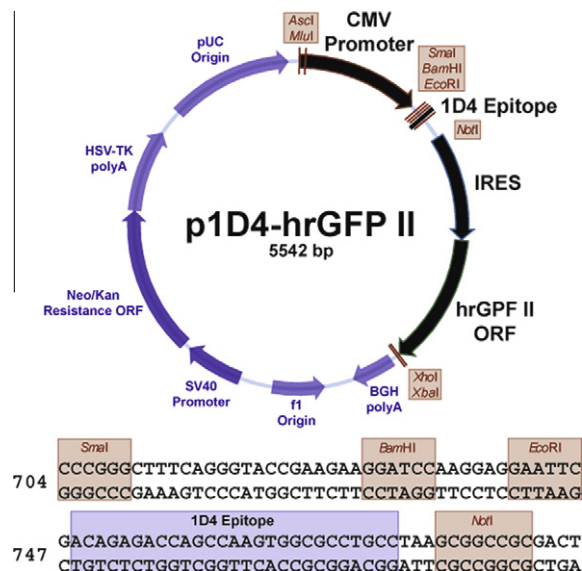 AscI
MluI
CMV
Promoter
pUC
Origin
SmaI
BamHI
EcoRI
1D4 Epitope
NotI
HSV-TK
polyA
IRES
p1D4-hrGFP II
5542 bp
Neo/Kan
Resistance ORF
hrGPF II
ORF
XhoI
XbaI
SV40
Promoter
f1
Origin
BGH
polyA
SmaI
BamHI
EcoRI
704
CCCGGGCTTTCAGGGTACCGAAGAAGGATCCAAGGAGGAATTC
GGGCCCGAAAGTCCCATGGCTTCTTCCTAGGTTCCTCCTTAAG
1D4 Epitope
NotI
747
GACAGAGACCAGCCAAGTGGCGCCTGCCTAAGCGGCCGCGACT
CTGTCTCTGGTCGGTTCACCGCGGACGGATTCGCCGGCGCTGA